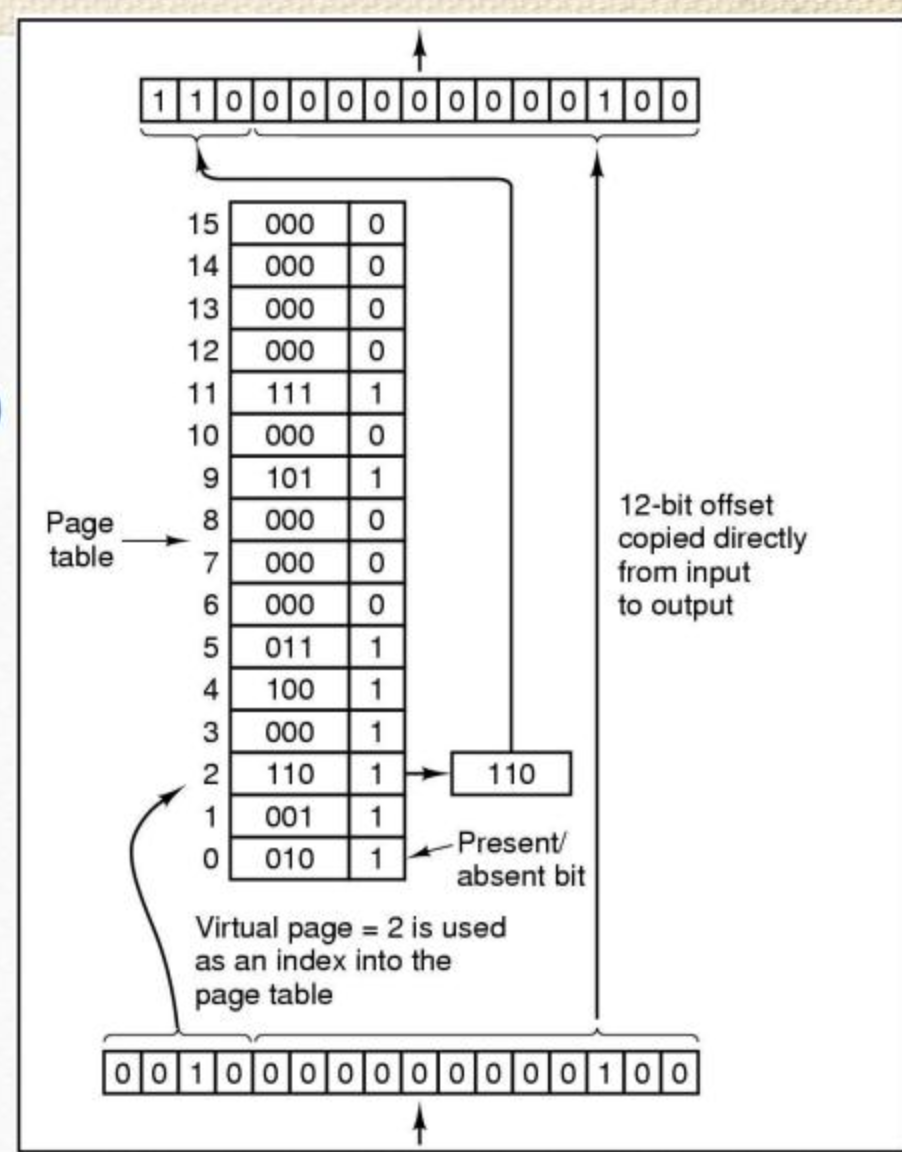 1 1 0 0 0 0 0 0 0 0 0 0 1 0 0
15 000 0
14 000 0
13 000 0
12 000 0
11 111 1
10 000 0
9 101 1
8 000 0
7 000 0
6 000 0
5 011 1
4 100 1
3 000 1
2 110 1 110
1 001 1
0 010 1
Page
table
12-bit offset
copied directly
from input
to output
Present/
absent bit
Virtual page = 2 is used
as an index into the
page table
0 0 1 0 0 0 0 0 0 0 0 0 0 1 0 0